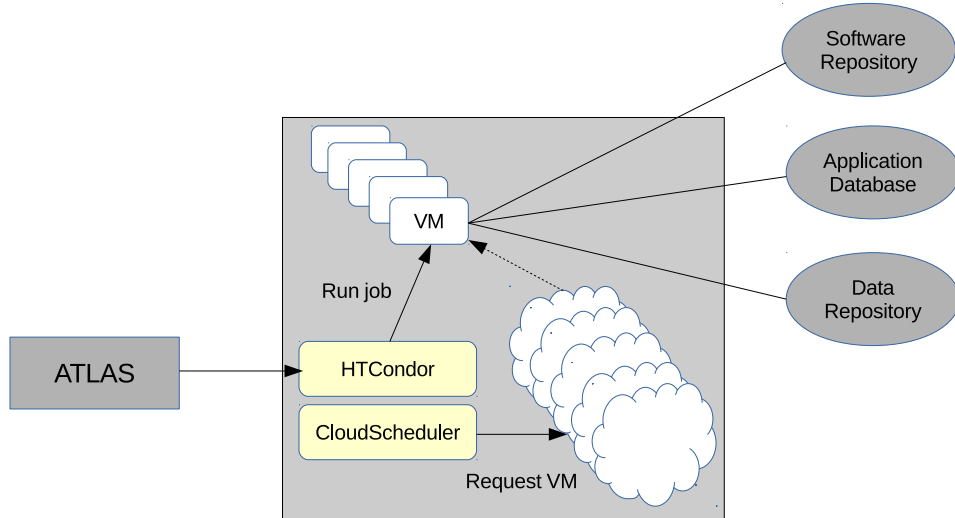 Software
Repository
Application
Database
VM
Run job
Data
Repository
ATLAS
HTCondor
CloudScheduler
Request VM